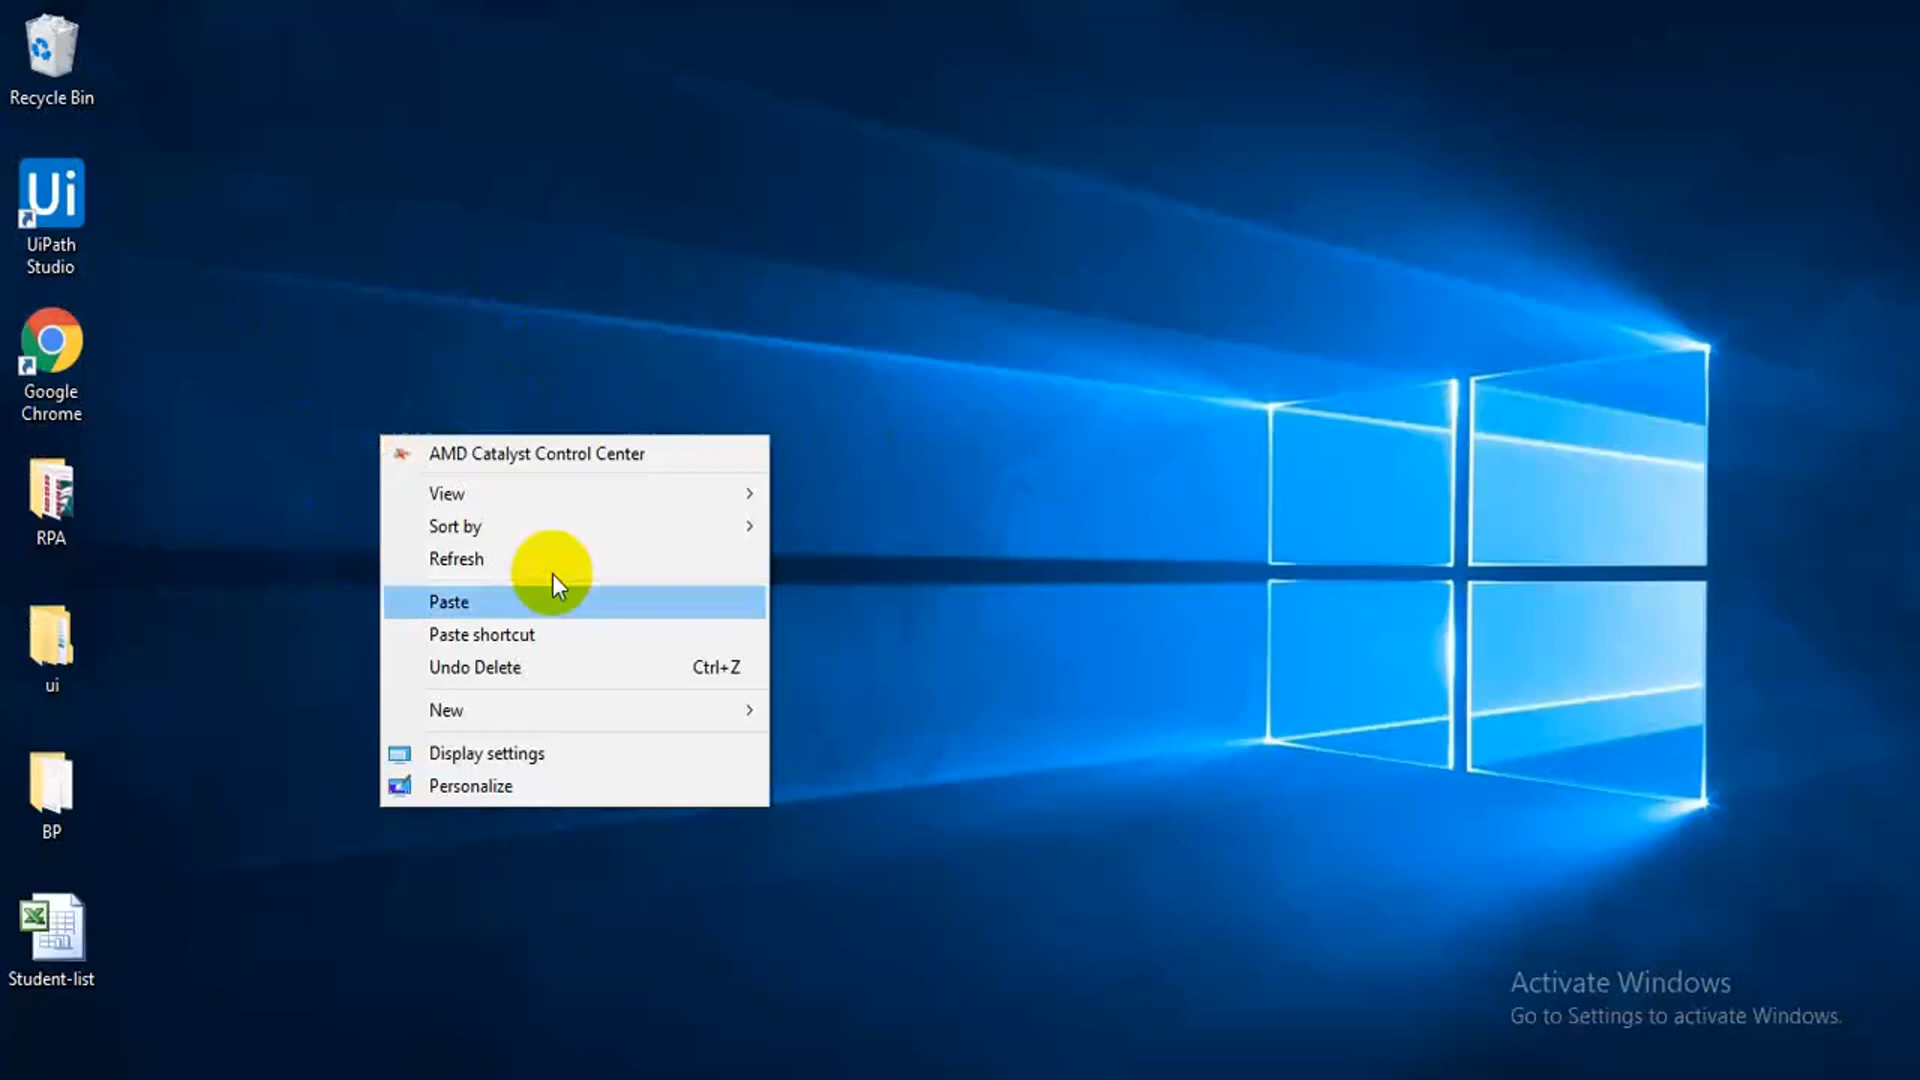 Recycle Bin
Ui
UiPath
Studio
Google
Chrome
RPA
ui
BP
Student-list
AMD Catalyst Control Center
View
Sort by
Refresh
Paste
Paste shortcut
Undo Delete Ctrl+Z
New
Display settings
Personalize
Activate Windows
Go to Settings to activate Windows.